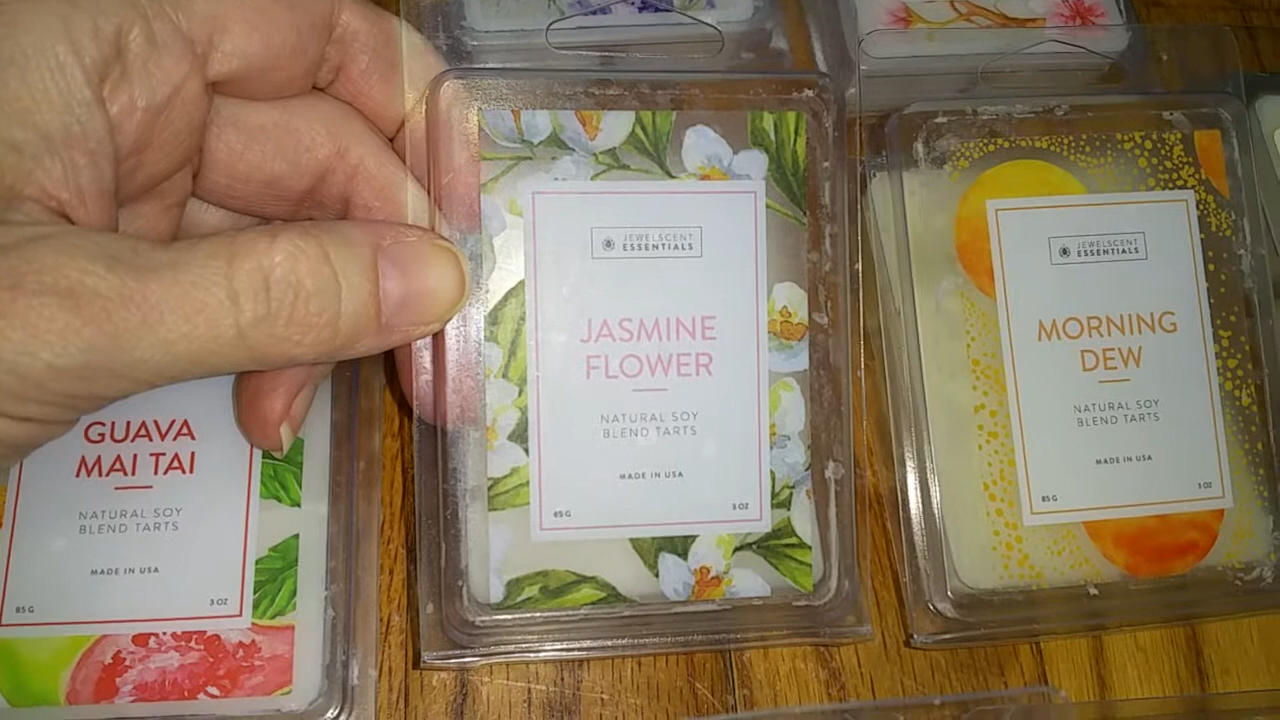 JEWELSCENT
ESSENTIALS
JASMINE
FLOWER
NATURAL SOY
BLEND TARTS
MADE IN USA
85 G
3 OZ
JEWELSCENT
ESSENTIALS
MORNING
DEW
NATURAL SOY
BLEND TARTS
MADE IN USA
85 G
3 OZ
GUAVA
MAI TAI
NATURAL SOY
BLEND TARTS
MADE IN USA
85 G
3 OZ